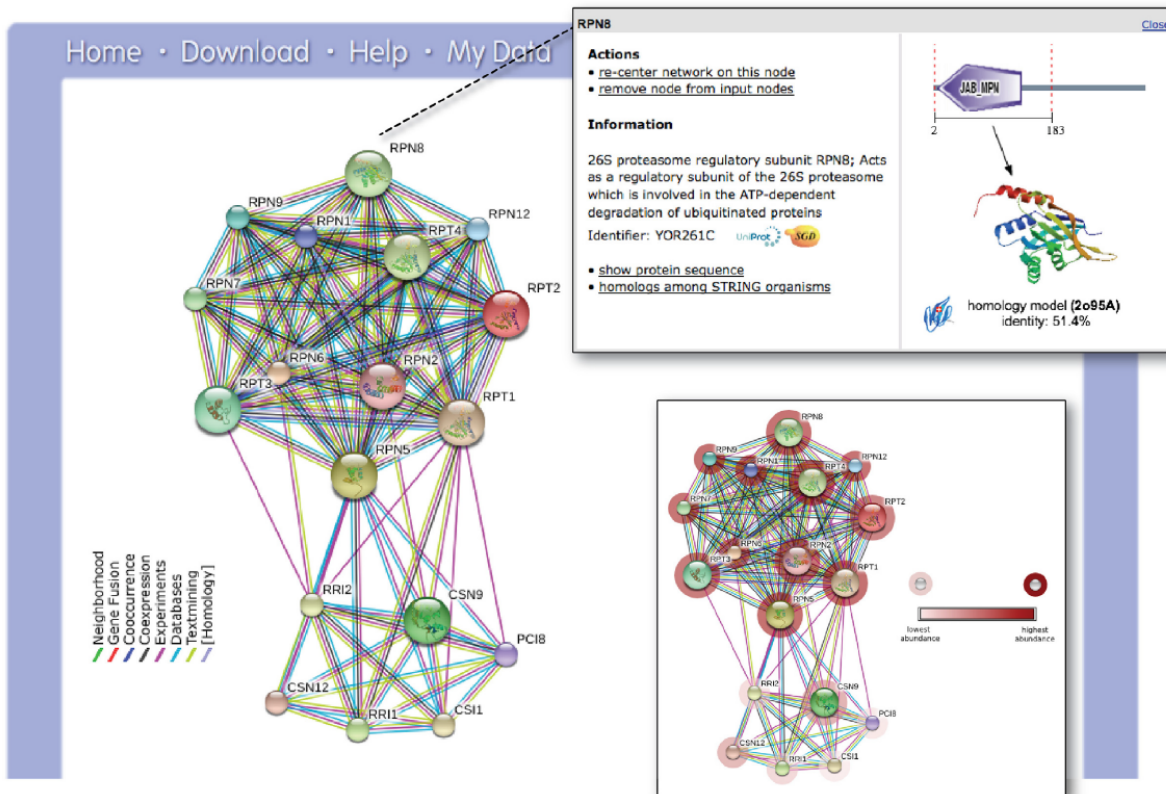 Home · Download · Help · My Data
RPN8
Close
Actions
• re-center network on this node
• remove node from input nodes
Information
26S proteasome regulatory subunit RPN8; Acts
as a regulatory subunit of the 26S proteasome
which is involved in the ATP-dependent
degradation of ubiquitinated proteins
Identifier: YOR261C
UniProt
SGD
• show protein sequence
• homologs among STRING organisms
JAB_MPN
2
183
homology model (2o95A)
identity: 51.4%
RPN8
RPN9
RPN1
RPN12
RPT4
RPN7
RPT2
RPN6
RPN2
RPT3
RPT1
RPN5
RRI2
CSN9
PCI8
CSN12
RRI1
CSI1
Neighborhood
Gene Fusion
Cooccurrence
Coexpression
Experiments
Databases
Textmining
[Homology]
RPN8
RPN9
RPN1
RPN12
RPT4
RPN7
RPT2
RPN6
RPN2
RPT3
RPT1
RPN5
lowest
abundance
highest
abundance
RRI2
CSN9
PCI8
CSN12
RRI1
CSI1